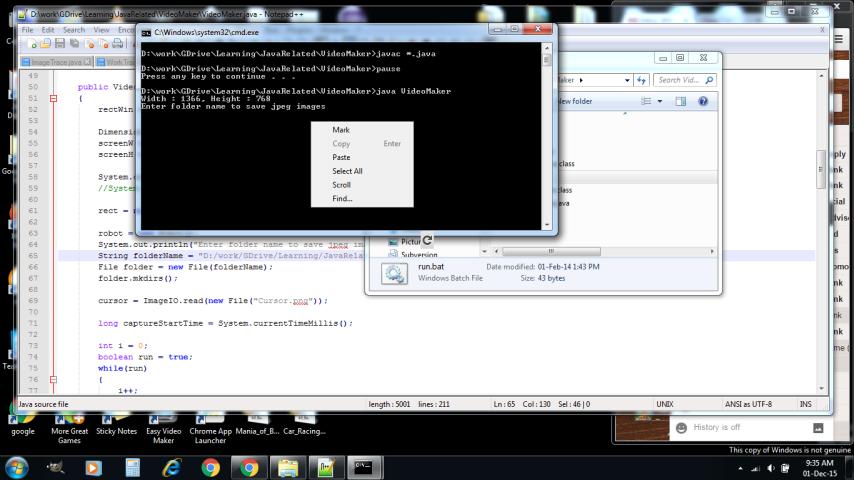 D:\work\GDrive\Learning\JavaRelated\VideoMaker\VideoMaker.java - Notepad++
File Edit Search View Enco
X
C:\Windows\system32\cmd.exe
D:\work\GDrive\Learning\JavaRelated\VideoMaker>javac *.java
D:\work\GDrive\Learning\JavaRelated\VideoMaker>pause
Press any key to continue . . .
D:\work\GDrive\Learning\JavaRelated\VideoMaker>java VideoMaker
Width : 1366, Height : 768
Enter folder name to save jpeg images
Mark
Copy Enter
Paste
Select All
Scroll
Find...
aker
Search Vid...
New folder
class
lass
ava
Pictur
Subversion
run.bat Date modified: 01-Feb-14 1:43 PM
Windows Batch File Size: 43 bytes
ImageTrace.java
49
50 public Vide
51 {
52 rectWin
53
54 Dimens
55 screenW
56 screenH
57
58 System.
59 //System
60
61 rect =
62
63 robot
64 System.out.println("Enter folder name to save jpeg im
65 String folderName = "D:/work/GDrive/Learning/JavaRela
66 File folder = new File(folderName);
67 folder.mkdirs();
68
69 cursor = ImageIO.read(new File("Cursor.png"));
70
71 long captureStartTime = System.currentTimeMillis();
72
73 int i = 0;
74 boolean run = true;
75 while(run)
76 {
77 i++;
Java source file length : 5001 lines : 211 Ln : 65 Col : 130 Sel : 46 | 0 UNIX ANSI as UTF-8 INS
google
More Great Games
Sticky Notes
Easy Video Maker
Chrome App Launcher
Mania_of_B...
Car_Racing...
History is off
This copy of Windows is not genuine
9:35 AM
01-Dec-15